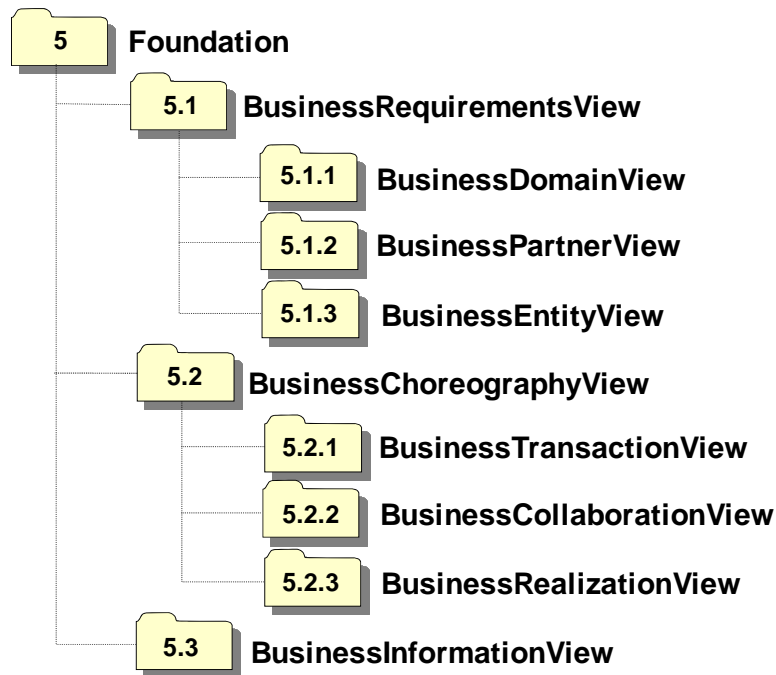 5 Foundation
5.1 BusinessRequirementsView
5.1.1 BusinessDomainView
5.1.2 BusinessPartnerView
5.1.3 BusinessEntityView
5.2 BusinessChoreographyView
5.2.1 BusinessTransactionView
5.2.2 BusinessCollaborationView
5.2.3 BusinessRealizationView
5.3 BusinessInformationView